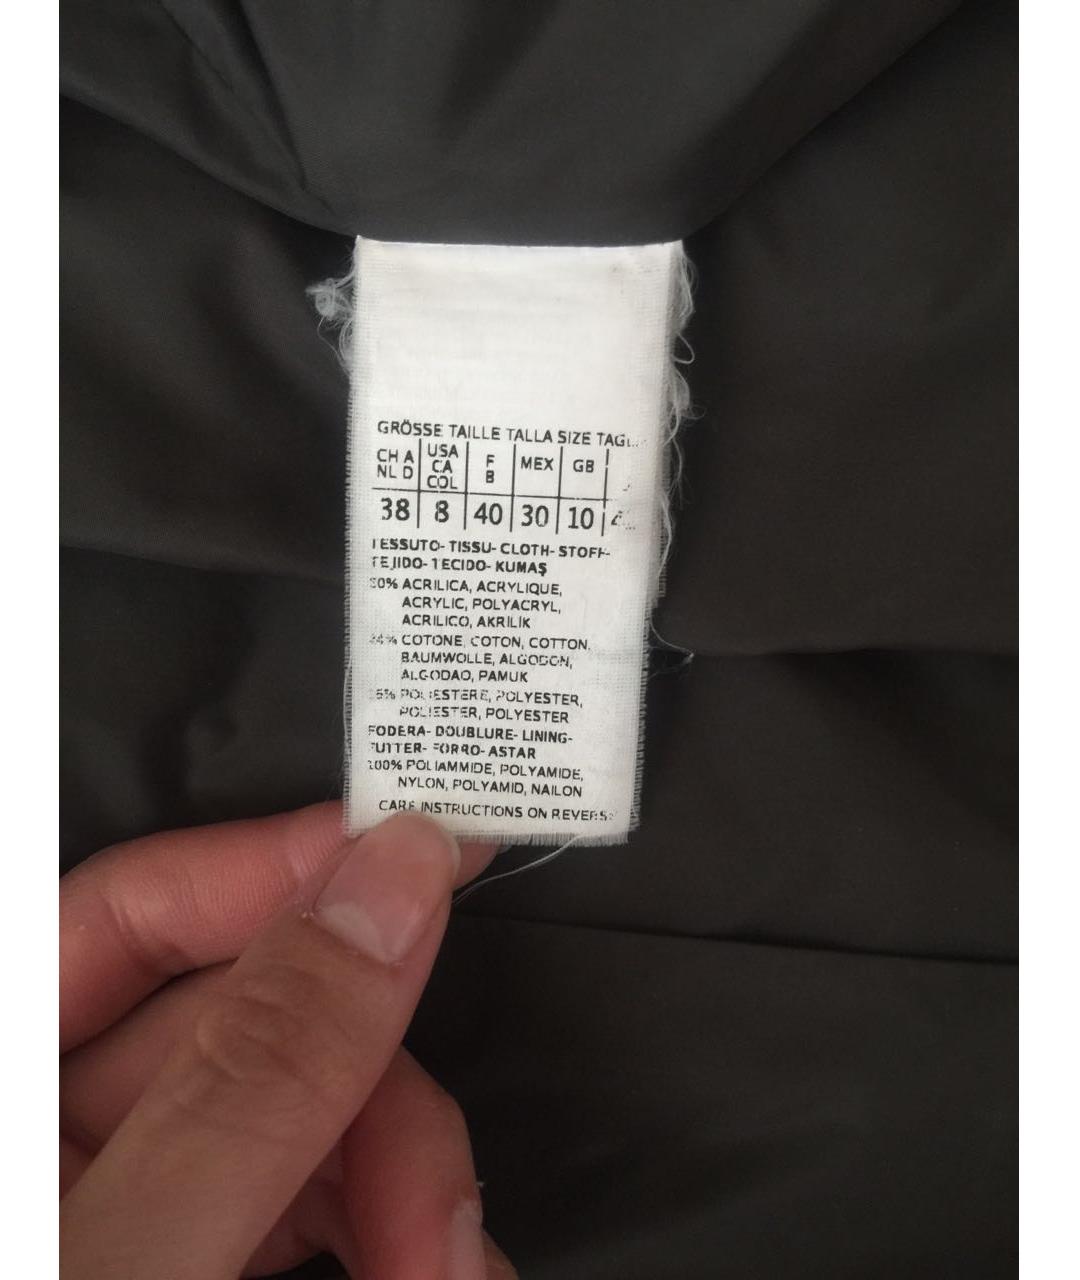 GRÖSSE TAILLE TALLA SIZE
CH A USA F MEX GB
NL D CA B
COL
38 8 40 30 10
TESSUTO- TISSU- CLOTH- STOFF-
TEJIDO- TECIDO- KUMAŞ
ACRILICA, ACRYLIQUE,
ACRYLIC, POLYACRYL,
ACRILICO, AKRILIK
COTONE, COTON, COTTON,
BAUMWOLLE, ALGODON,
ALGODAO, PAMUK
POLIESTERE, POLYESTER,
POLIESTER, POLYESTER
FODERA- DOUBLURE- LINING-
FUTTER- FORRO- ASTAR
100% POLIAMMIDE, POLYAMIDE,
NYLON, POLYAMID, NAILON
CARE INSTRUCTIONS ON REVERSE